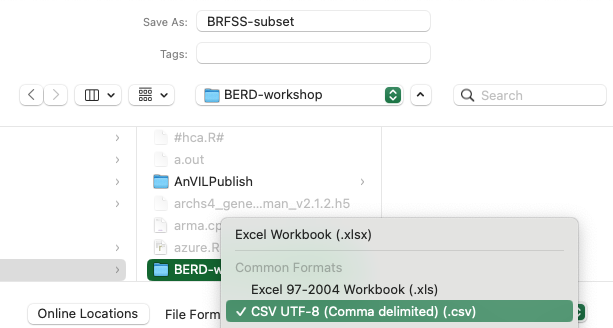 Save As: BRFSS-subset
Tags:
BERD-workshop
Search
#hca.R#
a.out
AnVILPublish
archs4_gene...man_v2.1.2.h5
arma.cp
azure.R
BERD-w
Excel Workbook (.xlsx)
Common Formats
Excel 97-2004 Workbook (.xls)
✓ CSV UTF-8 (Comma delimited) (.csv)
Online Locations
File Form